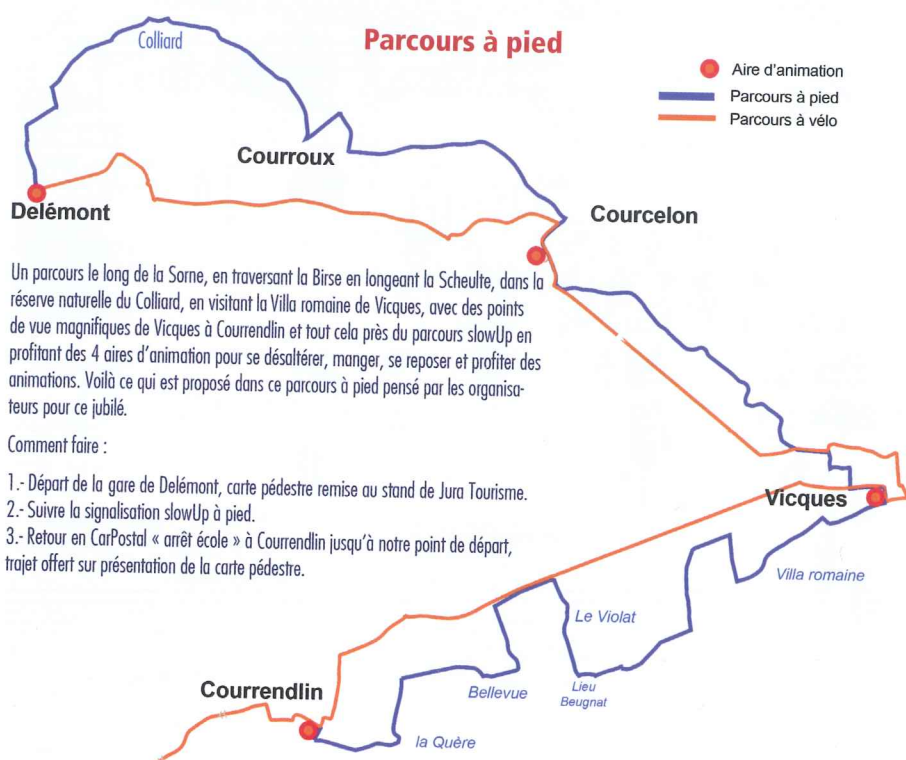 Parcours à pied
Colliard
Aire d'animation
Parcours à pied
Parcours à vélo
Courroux
Delémont
Courcelon
Un parcours le long de la Sorne, en traversant la Birse en longeant la Scheulte, dans la
réserve naturelle du Colliard, en visitant la Villa romaine de Vicques, avec des points
de vue magnifiques de Vicques à Courrendlin et tout cela près du parcours slowUp en
profitant des 4 aires d'animation pour se désaltérer, manger, se reposer et profiter des
animations. Voilà ce qui est proposé dans ce parcours à pied pensé par les organisa-
teurs pour ce jubilé.
Comment faire :
1.- Départ de la gare de Delémont, carte pédestre remise au stand de Jura Tourisme.
2.- Suivre la signalisation slowUp à pied.
3.- Retour en CarPostal « arrêt école » à Courrendlin jusqu'à notre point de départ,
trajet offert sur présentation de la carte pédestre.
Vicques
Villa romaine
Le Violat
Lieu
Beugnat
Bellevue
Courrendlin
la Quère